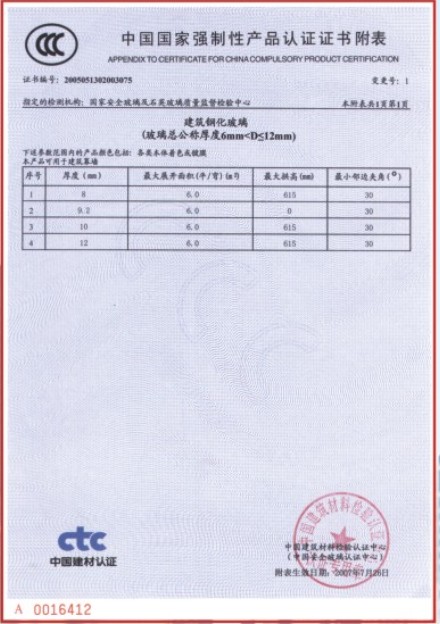 中国国家强制性产品认证证书附表
APPENDIX TO CERTIFICATE FOR CHINA COMPULSORY PRODUCT CERTIFICATION
证书编号：2005051302003075 变更号：1
指定的检测机构：国家安全玻璃及石英玻璃质量监督检验中心 本附表共1页第1页
建筑钢化玻璃
(玻璃总公称厚度6mm<D≤12mm)
下述参数范围内的产品颜色包括：各类本体着色或镀膜
本产品可用于建筑幕墙
序号 厚度(mm) 最大展开面积(平/弯)(m²) 最大拱高(mm) 最小邻边夹角(°)
1 8 6.0 615 30
2 9.2 6.0 0 30
3 10 6.0 615 30
4 12 6.0 615 30
ctc
中国建材认证
中国建筑材料检验认证中心
(中国安全玻璃认证中心)
附表生效日期：2007年7月26日
A 0016412